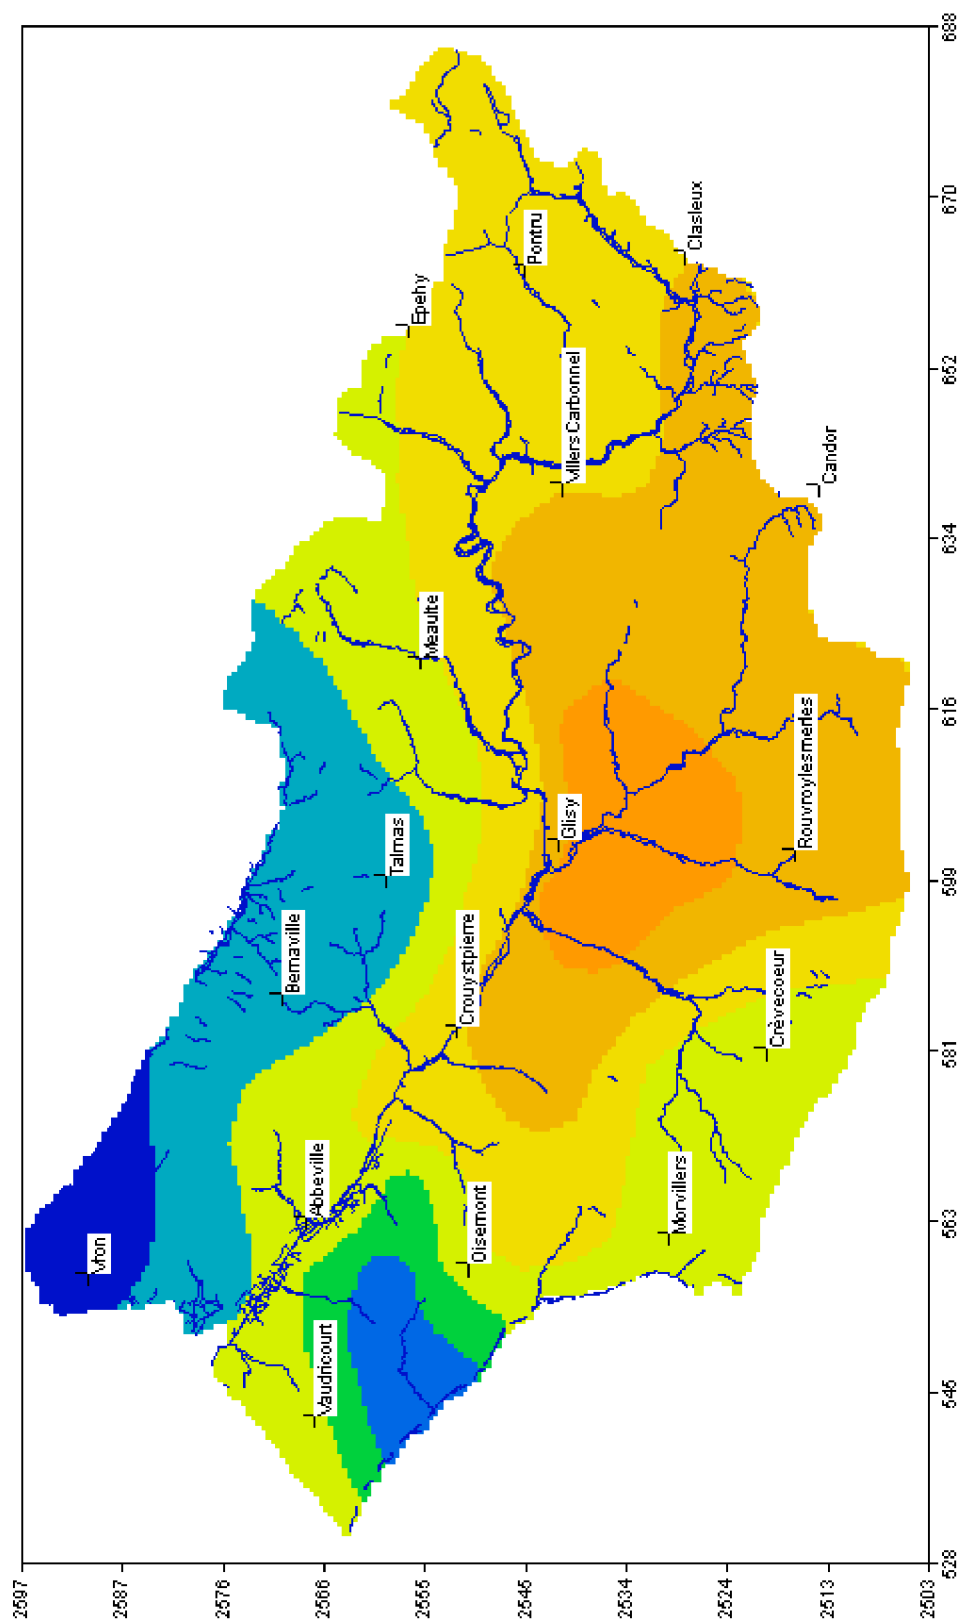 2597
Vron
2587
2576
Bernaville
Abbeville
Vaudricourt
2566
Talmas
Epehy
Meaulte
2555
Crouystpierre
Oisemont
2545
Pontru
Glisy
Villers Carbonnel
2534
Morvillers
Clasleux
2524
Crèvecoeur
Rouvroylesmerles
Candor
2513
2503
528 545 563 581 599 616 634 652 670 688